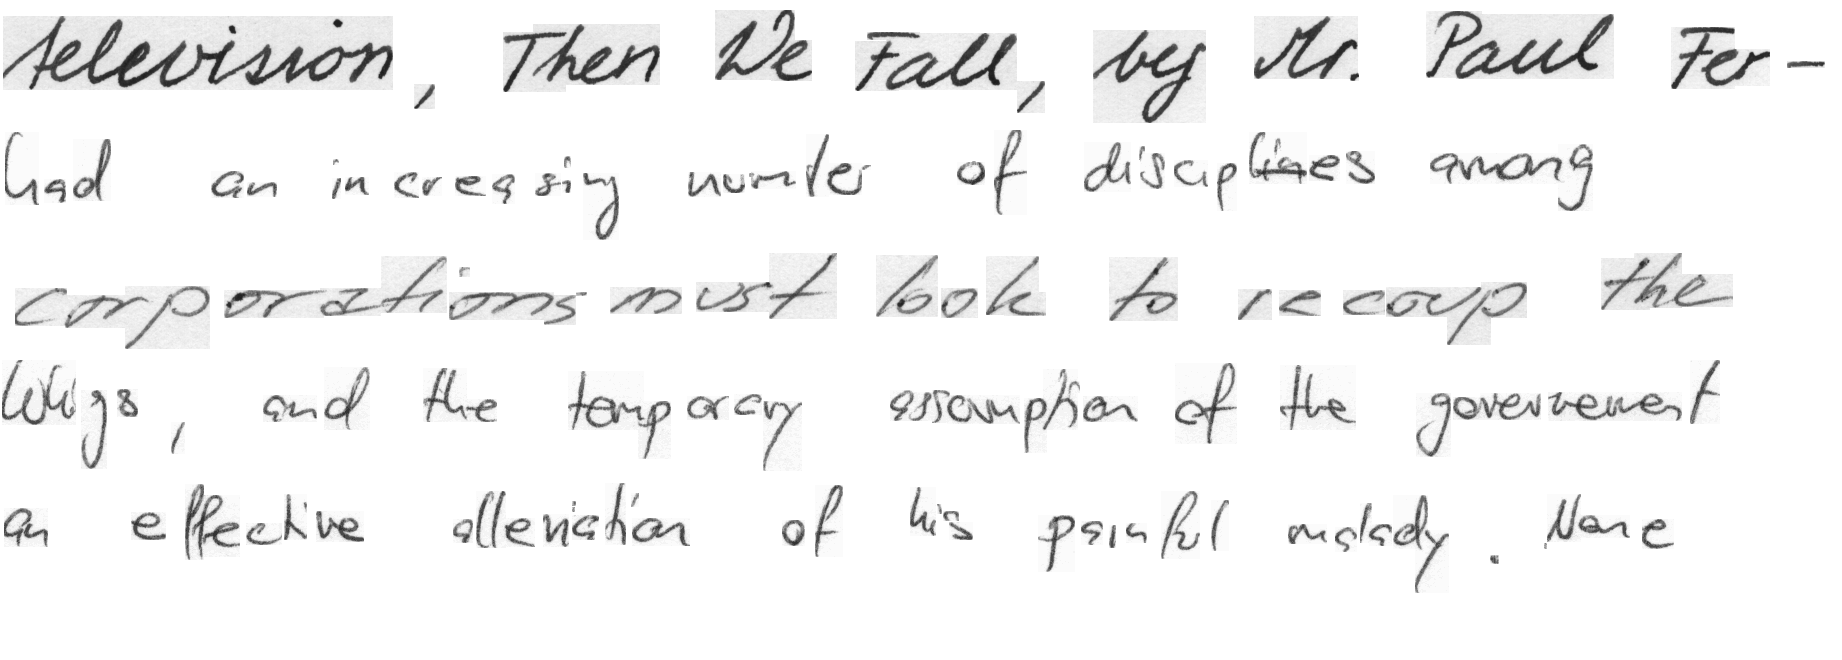 television, Then We Fall, by Mr. Paul Fer-
had an increasing number of disciplines among
corporations must look to recoup the
Whigs, and the temporary assumption of the government
an effective alleviation of his painful malady. None